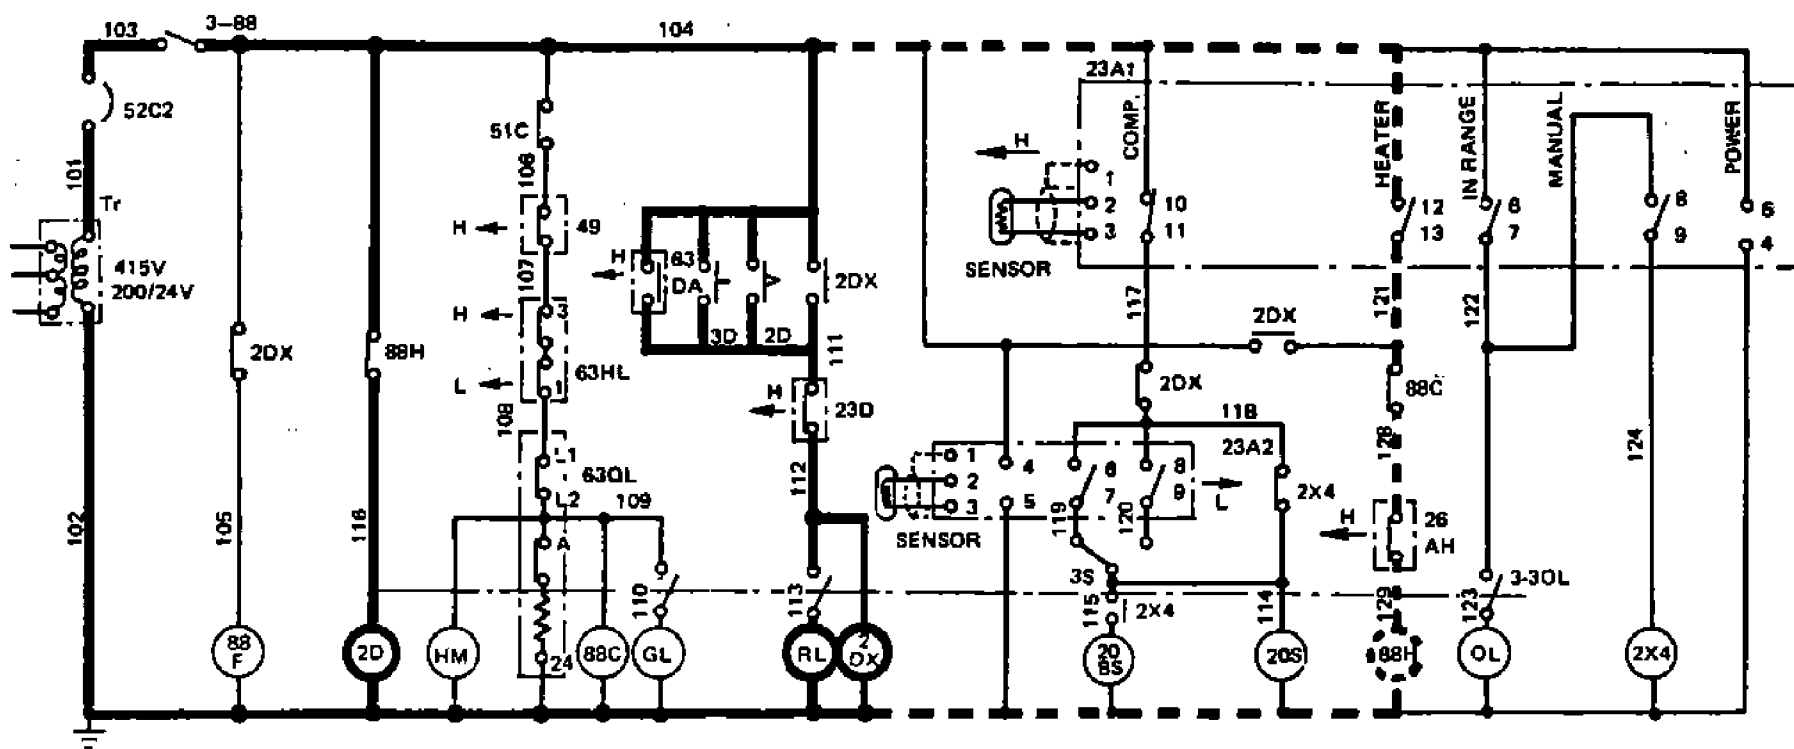 103
3-88
104
52C2
101
Tr
415V
200/24V
102
2DX
105
88
F
88H
116
2D
51C
106
H
49
107
H
3
L
1
63HL
108
L1
63QL
L2
109
A
24
HM
88C
110
GL
H
63
DA
3D
2D
2DX
111
H
23D
112
113
RL
2
DX
23A1
H
1
2
3
SENSOR
COMP.
10
11
117
2DX
118
23A2
1
2
3
SENSOR
4
5
6
7
8
9
L
2X4
119
120
3S
115
2X4
114
20
BS
20S
HEATER
12
13
121
2DX
88C
128
H
26
AH
129
88H
IN RANGE
6
7
122
3-3OL
123
OL
MANUAL
8
9
124
2X4
POWER
5
4